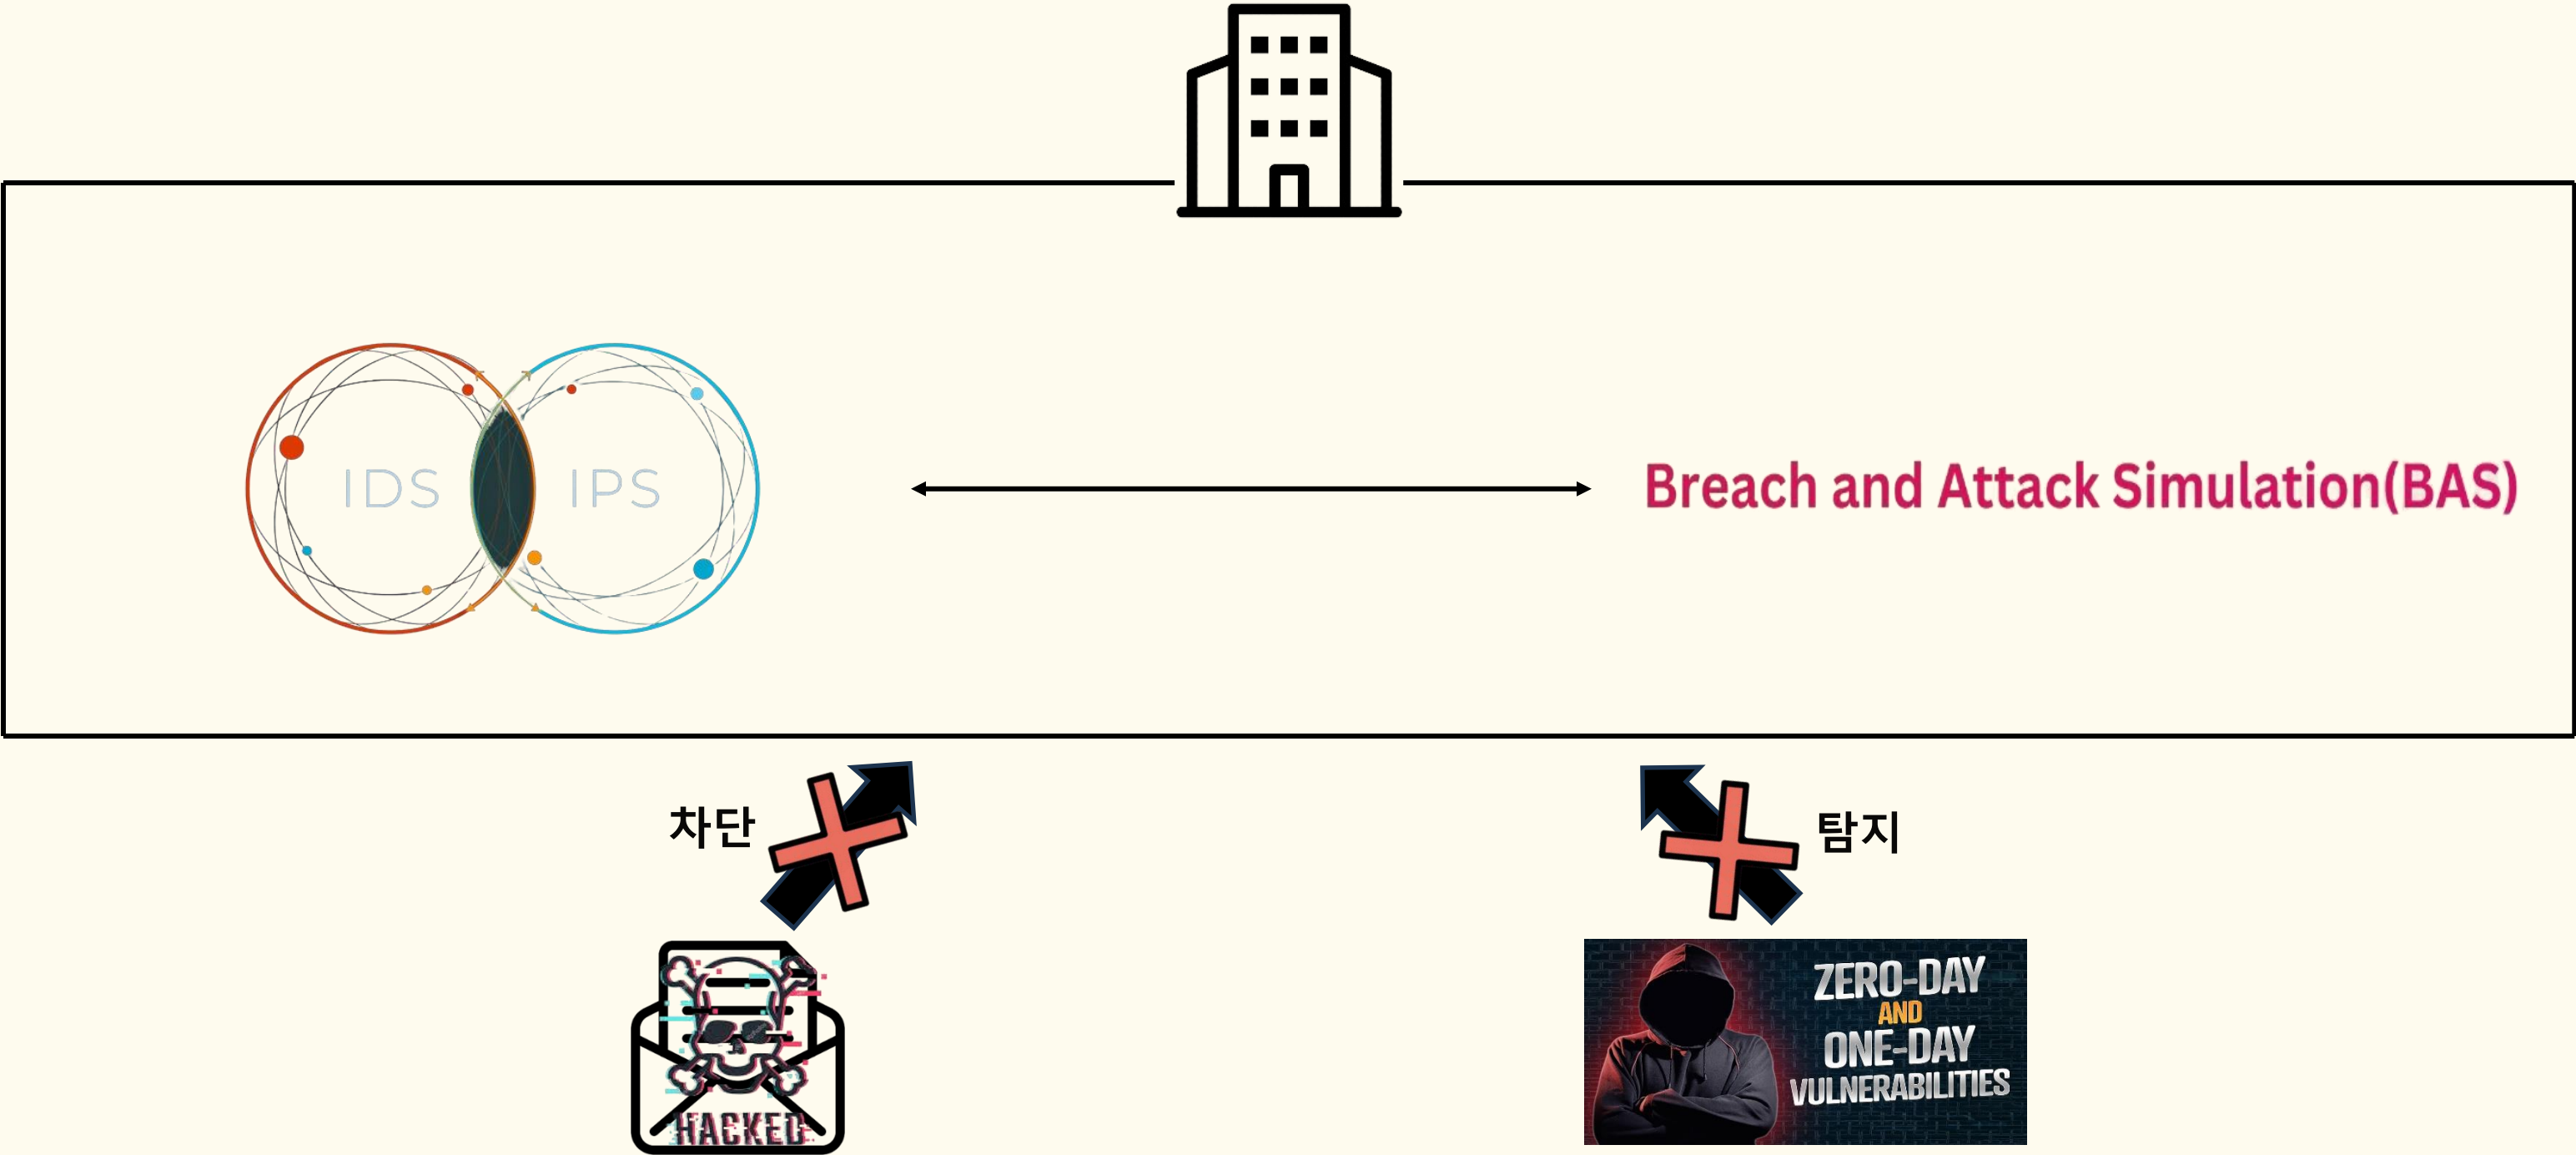 IDS
IPS
Breach and Attack Simulation(BAS)
차단
탐지
HACKED
ZERO-DAY
AND
ONE-DAY
VULNERABILITIES